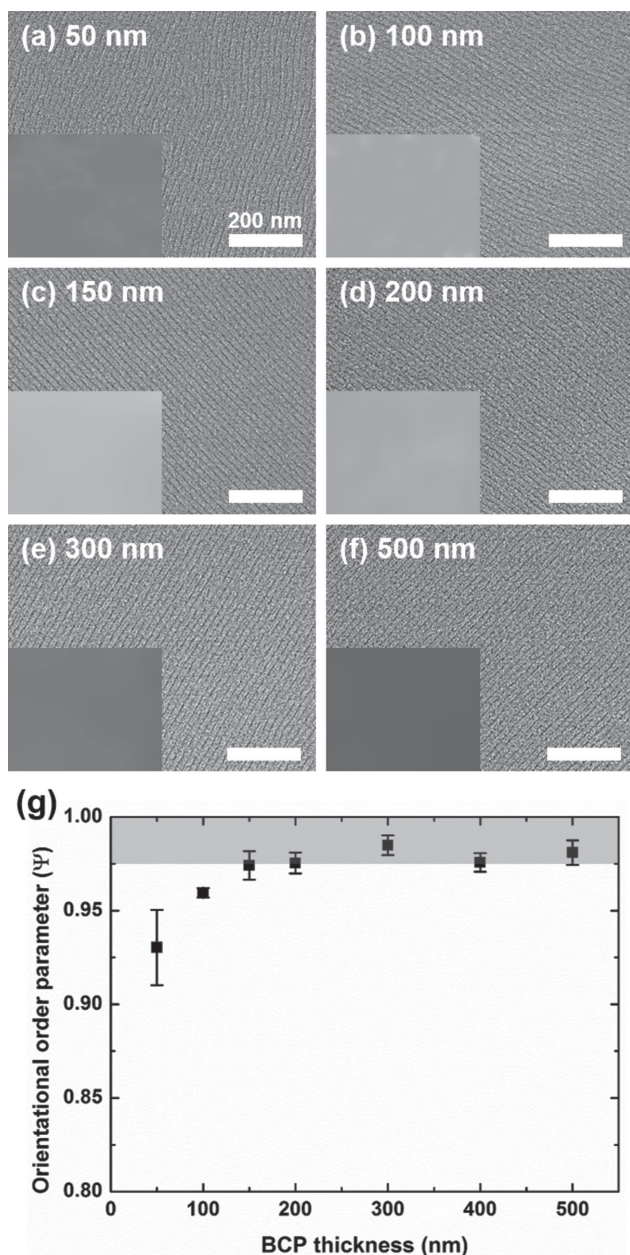 (a) 50 nm
(b) 100 nm
200 nm
(c) 150 nm
(d) 200 nm
(e) 300 nm
(f) 500 nm
(g)
Orientational order parameter (Ψ)
1.00
0.95
0.90
0.85
0.80
0
100
200
300
400
500
BCP thickness (nm)